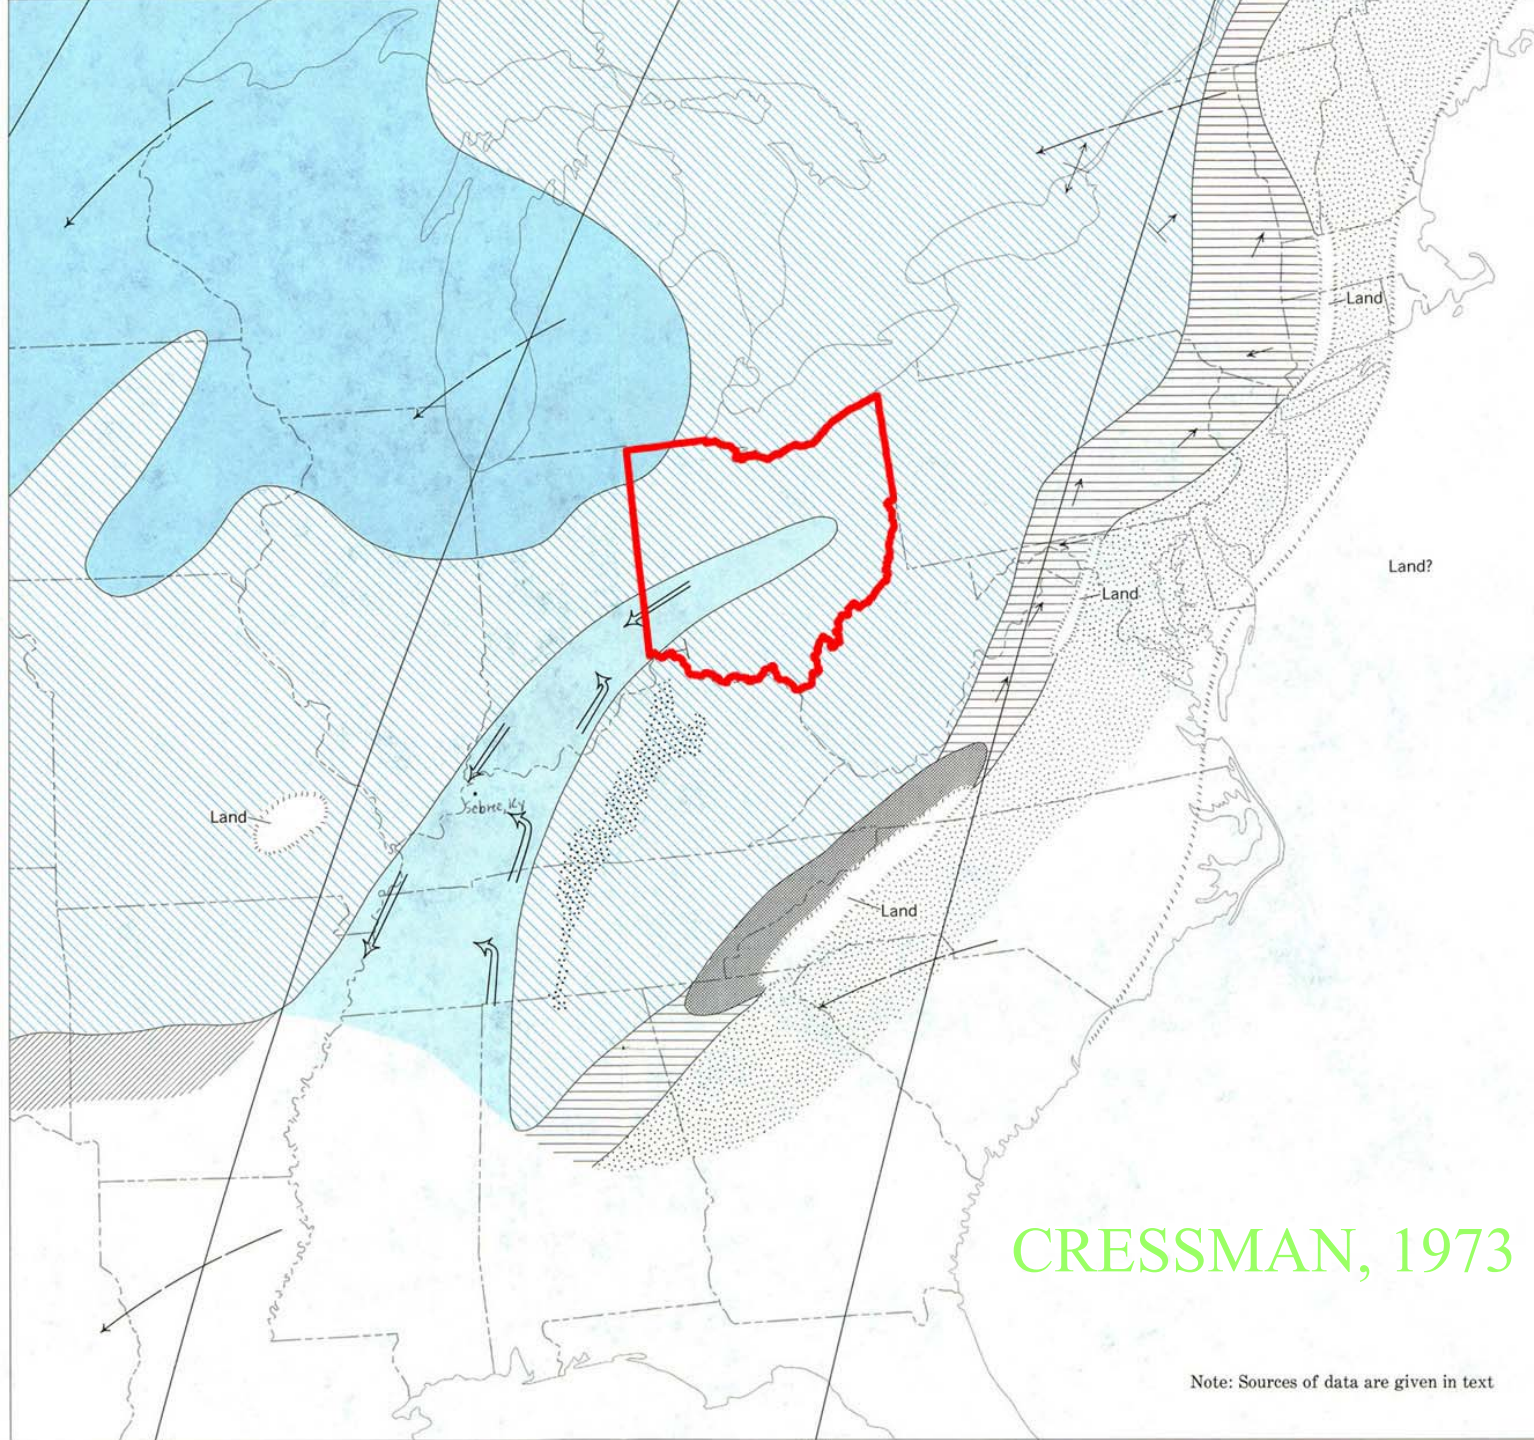 Land
Land?
Land
Sebree, Ky
Land
Land
CRESSMAN, 1973
Note: Sources of data are given in text